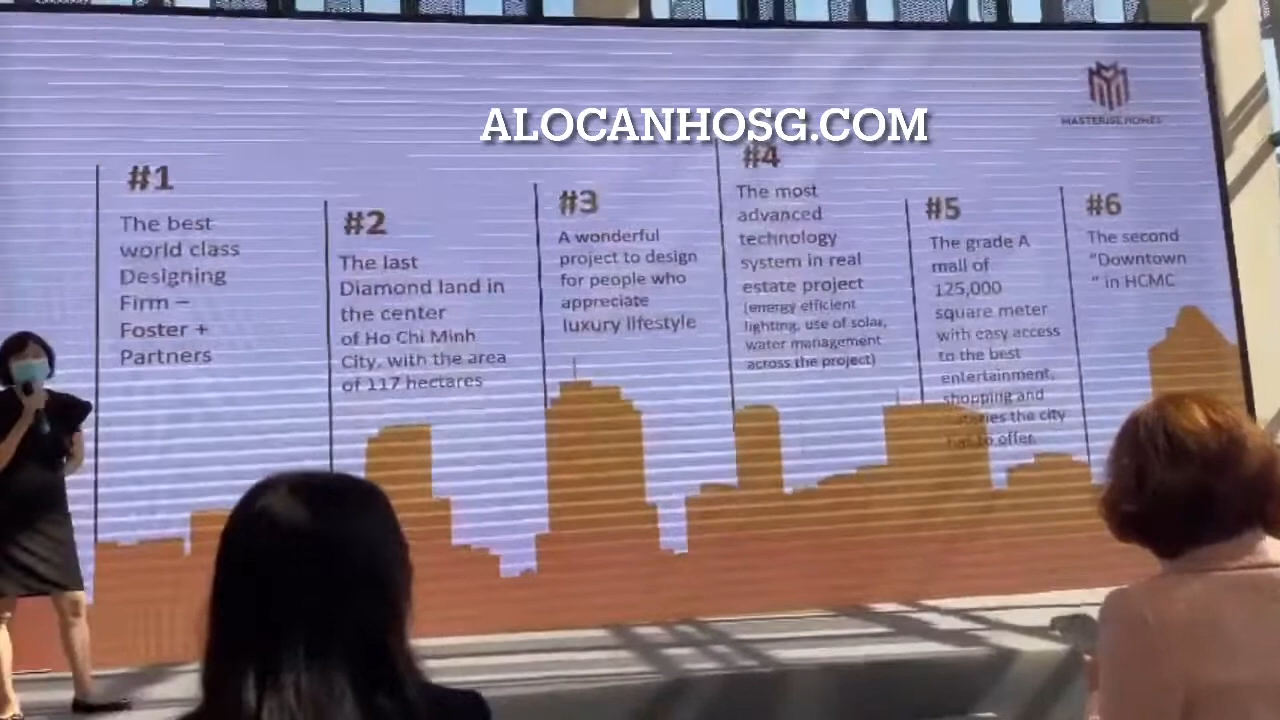 ALOCANHOSG.COM
MASTERISE HOMES
#1
The best
world class
Designing
Firm –
Foster +
Partners
#2
The last
Diamond land in
the center
of Ho Chi Minh
City, with the area
of 117 hectares
#3
A wonderful
project to design
for people who
appreciate
luxury lifestyle
#4
The most
advanced
technology
system in real
estate project
(energy efficient
lighting, use of solar,
water management
across the project)
#5
The grade A
mall of
125,000
square meter
with easy access
to the best
entertainment,
shopping and
the city
has to offer.
#6
The second
“Downtown
” in HCMC